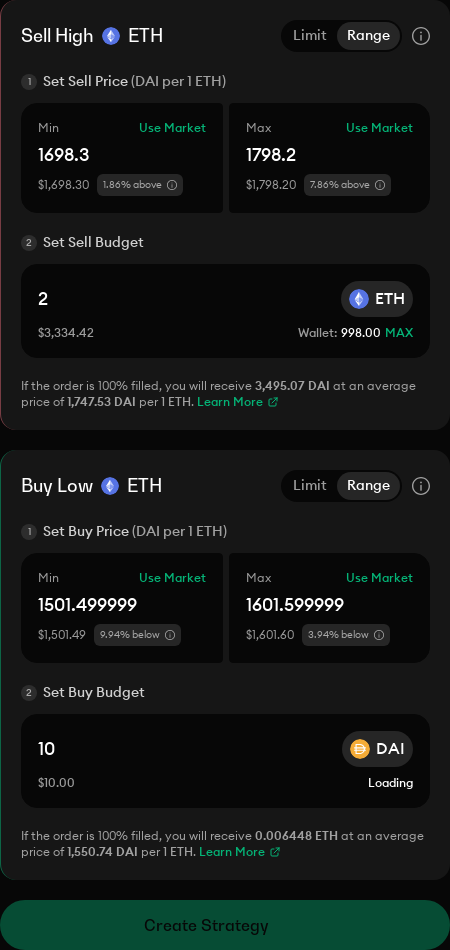 Sell High ETH Limit Range
1 Set Sell Price (DAI per 1 ETH)
Min Use Market Max Use Market
1698.3 1798.2
$1,698.30 1.86% above $1,798.20 7.86% above
2 Set Sell Budget
2 ETH
$3,334.42 Wallet: 998.00 MAX
If the order is 100% filled, you will receive 3,495.07 DAI at an average
price of 1,747.53 DAI per 1 ETH. Learn More
Buy Low ETH Limit Range
1 Set Buy Price (DAI per 1 ETH)
Min Use Market Max Use Market
1501.499999 1601.599999
$1,501.49 9.94% below $1,601.60 3.94% below
2 Set Buy Budget
10 DAI
$10.00 Loading
If the order is 100% filled, you will receive 0.006448 ETH at an average
price of 1,550.74 DAI per 1 ETH. Learn More
Create Strategy